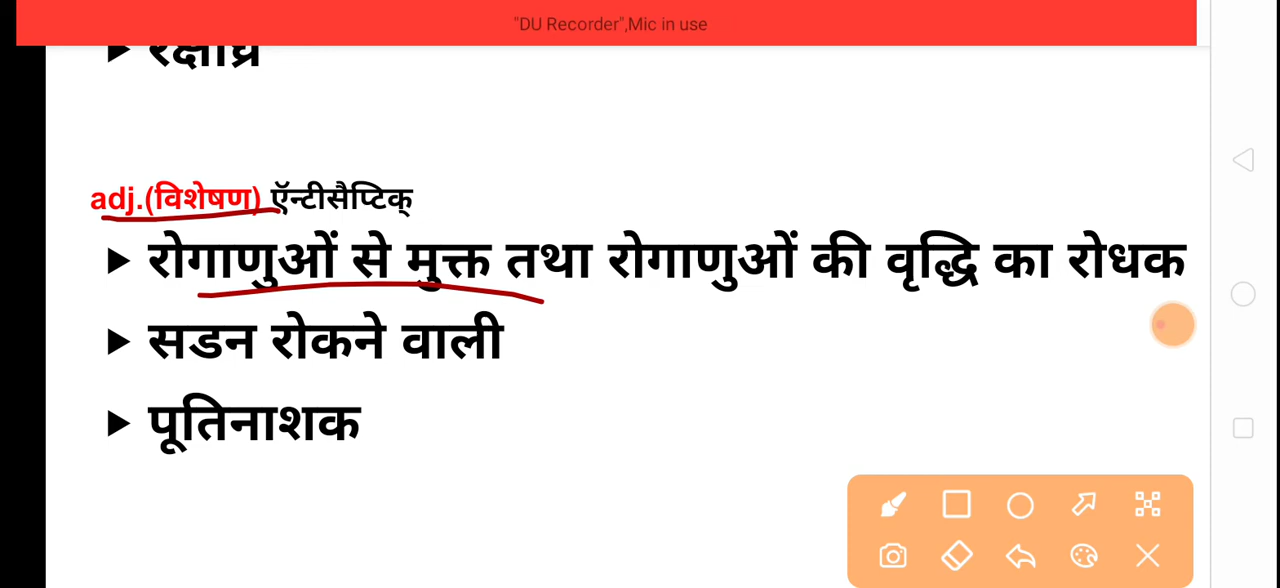 "DU Recorder",Mic in use
adj.(विशेषण) ऍन्टीसैप्टिक्
▶ रोगाणुओं से मुक्त तथा रोगाणुओं की वृद्धि का रोधक
▶ सडन रोकने वाली
▶ पूतिनाशक